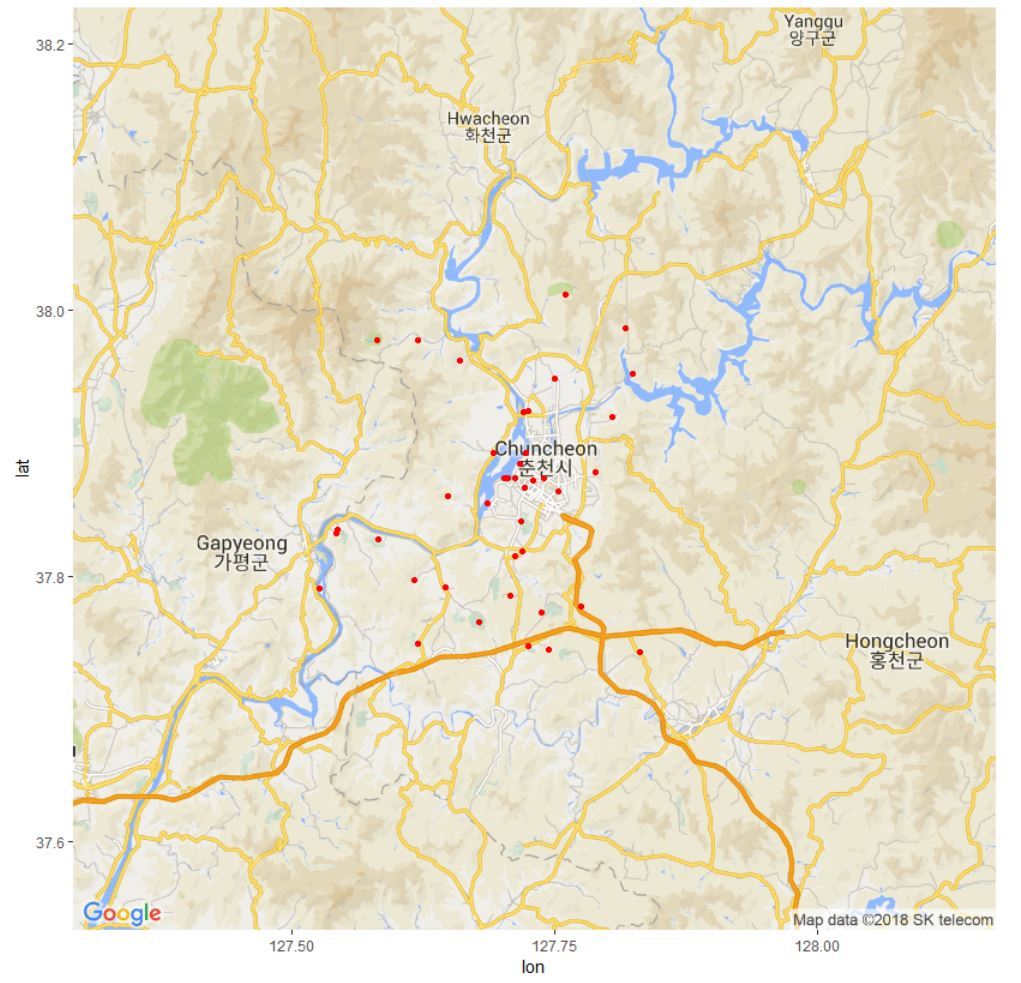 38.2
Yanggu
양구군
Hwacheon
화천군
38.0
lat
Chuncheon
춘천시
Gapyeong
가평군
37.8
Hongcheon
홍천군
37.6
Google
Map data ©2018 SK telecom
127.50
127.75
128.00
lon